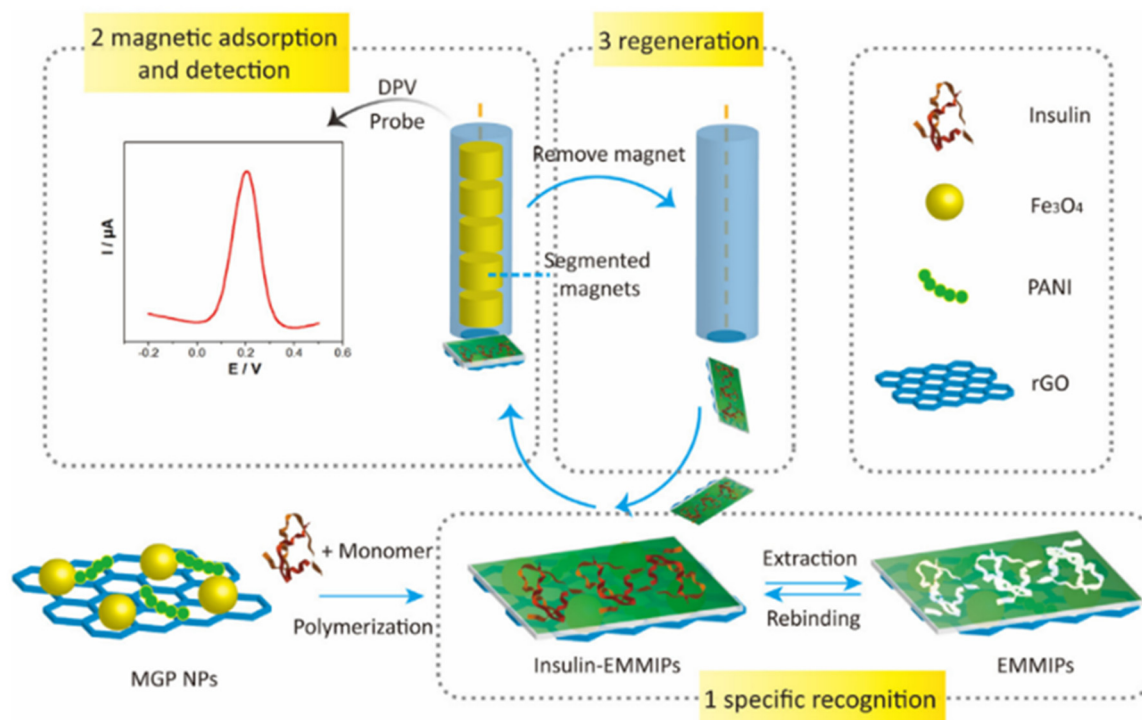 2 magnetic adsorption
and detection
3 regeneration
DPV
Probe
I / μA
-0.2
0.0
0.2
0.4
0.6
E / V
Remove magnet
Segmented
magnets
Insulin
Fe₃O₄
PANI
rGO
+ Monomer
Polymerization
MGP NPs
Insulin-EMMIPs
Extraction
Rebinding
EMMIPs
1 specific recognition